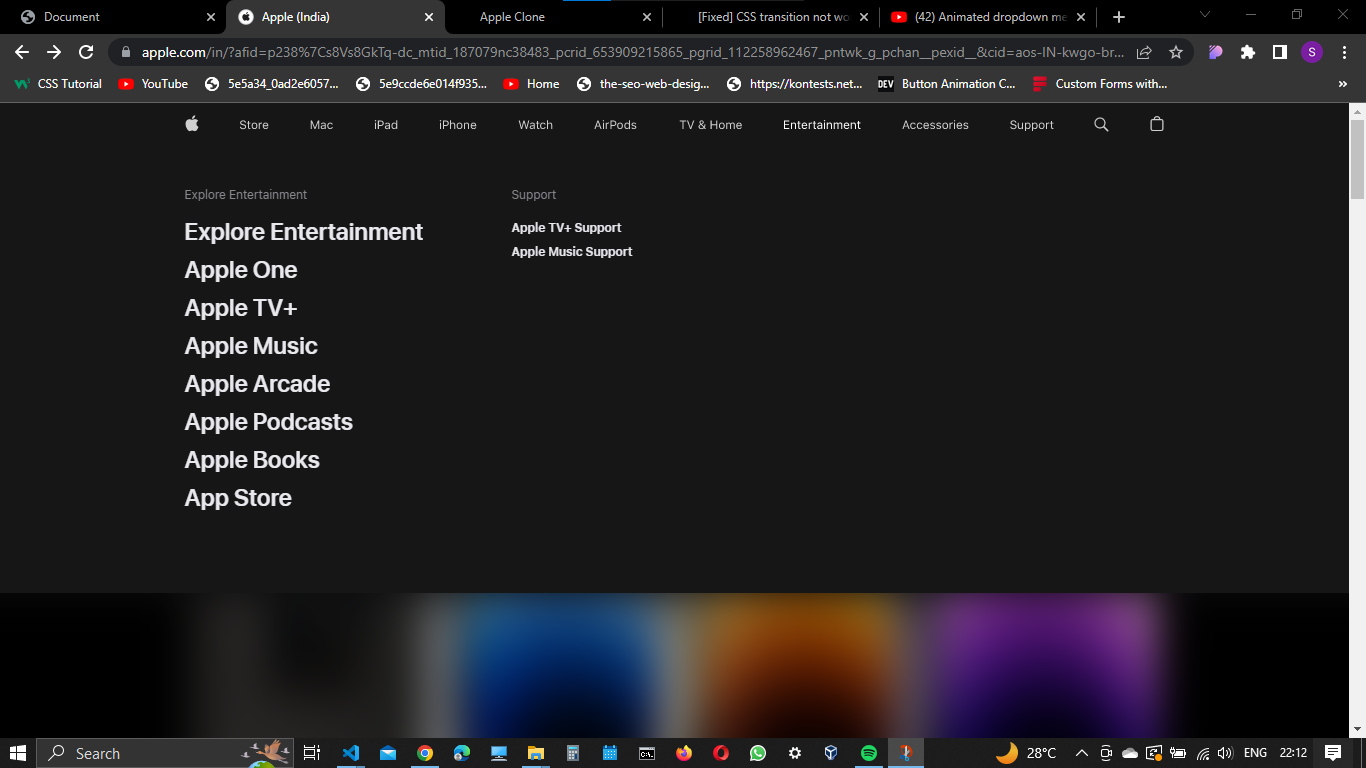 Document
Apple (India)
Apple Clone
[Fixed] CSS transition not wo
(42) Animated dropdown me
apple.com/in/?afid=p238%7Cs8Vs8GkTq-dc_mtid_187079nc38483_pcrid_653909215865_pgrid_112258962467_pntwk_g_pchan__pexid__&cid=aos-IN-kwgo-br...
S
CSS Tutorial
YouTube
5e5a34_0ad2e6057...
5e9ccde6e014f935...
Home
the-seo-web-desig...
https://kontests.net...
DEV
Button Animation C...
Custom Forms with...
»
Store Mac iPad iPhone Watch AirPods TV & Home Entertainment Accessories Support
Explore Entertainment
Explore Entertainment
Apple One
Apple TV+
Apple Music
Apple Arcade
Apple Podcasts
Apple Books
App Store
Support
Apple TV+ Support
Apple Music Support
Search
28°C
ENG
22:12